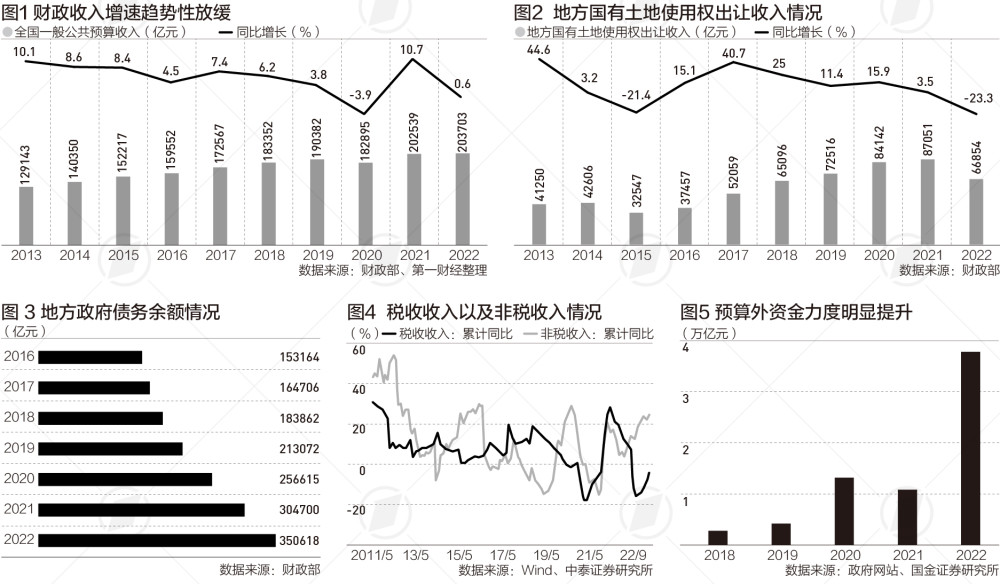 图1 财政收入增速趋势性放缓
全国一般公共预算收入（亿元） 同比增长（%）
10.1 8.6 8.4 4.5 7.4 6.2 3.8 -3.9 10.7 0.6
129143 140350 152217 159552 172567 183352 190382 182895 202539 203703
2013 2014 2015 2016 2017 2018 2019 2020 2021 2022
数据来源：财政部、第一财经整理
图2 地方国有土地使用权出让收入情况
地方国有土地使用权出让收入（亿元） 同比增长（%）
44.6 3.2 -21.4 15.1 40.7 25 11.4 15.9 3.5 -23.3
41250 42606 32547 37457 52059 65096 72516 84142 87051 66854
2013 2014 2015 2016 2017 2018 2019 2020 2021 2022
数据来源：财政部
图 3 地方政府债务余额情况
（亿元）
2016 153164
2017 164706
2018 183862
2019 213072
2020 256615
2021 304700
2022 350618
数据来源：财政部
图4 税收收入以及非税收入情况
（%） 税收收入：累计同比 非税收入：累计同比
60
40
20
0
-20
2011/5 13/5 15/5 17/5 19/5 21/5 22/9
数据来源：Wind、中泰证券研究所
图5 预算外资金力度明显提升
（万亿元）
4
3
2
1
2018 2019 2020 2021 2022
数据来源：政府网站、国金证券研究所